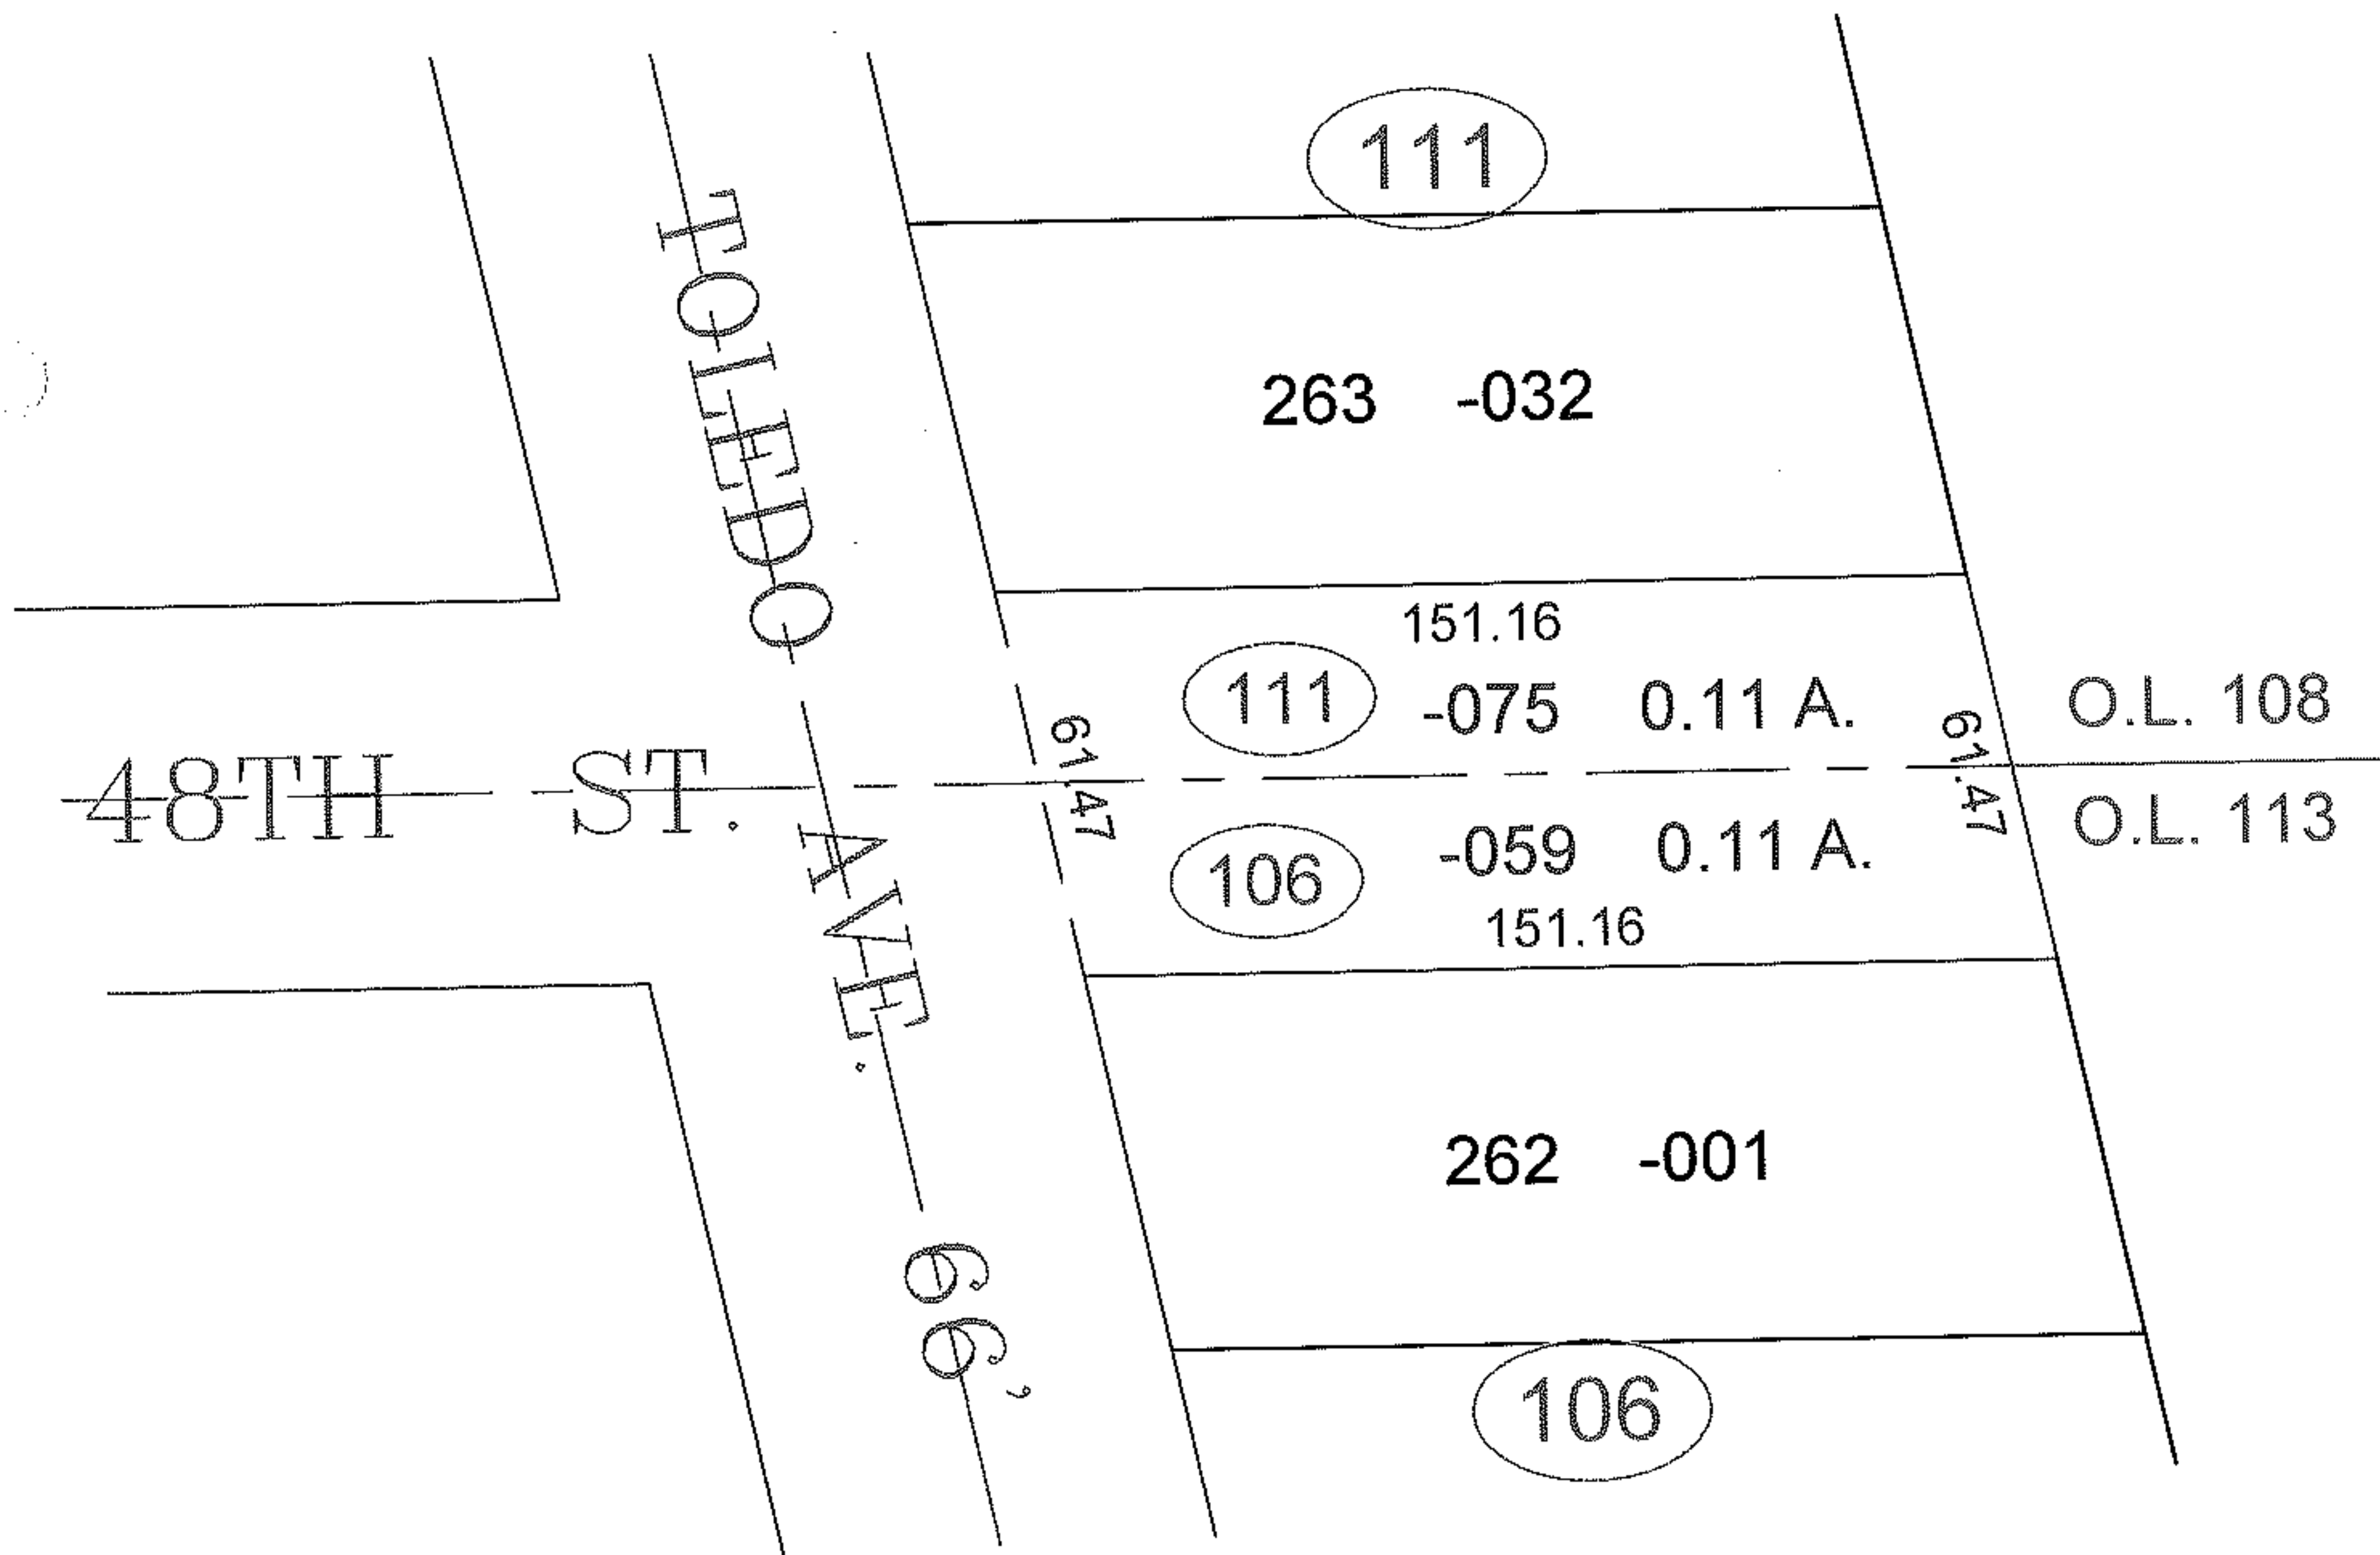 111
TOLEDO AVE. 66'
263 -032
151.16
111 -075 0.11 A.
O.L. 108
61.47
61.47
48TH ST.
106 -059 0.11 A.
O.L. 113
151.16
262 -001
106